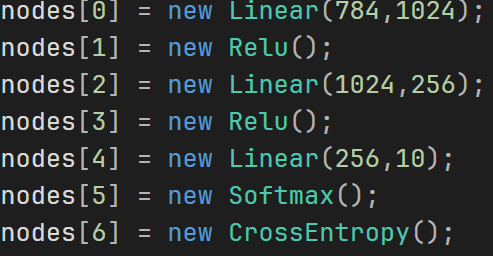 nodes[0] = new Linear(784,1024);
nodes[1] = new Relu();
nodes[2] = new Linear(1024,256);
nodes[3] = new Relu();
nodes[4] = new Linear(256,10);
nodes[5] = new Softmax();
nodes[6] = new CrossEntropy();